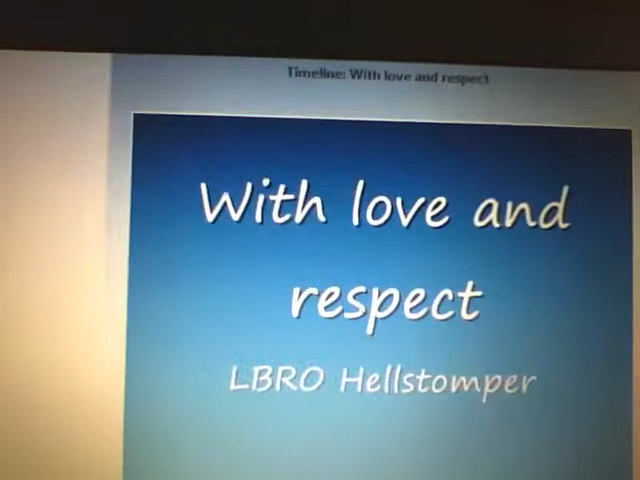 Timeline: With love and respect
With love and
respect
LBRO Hellstomper